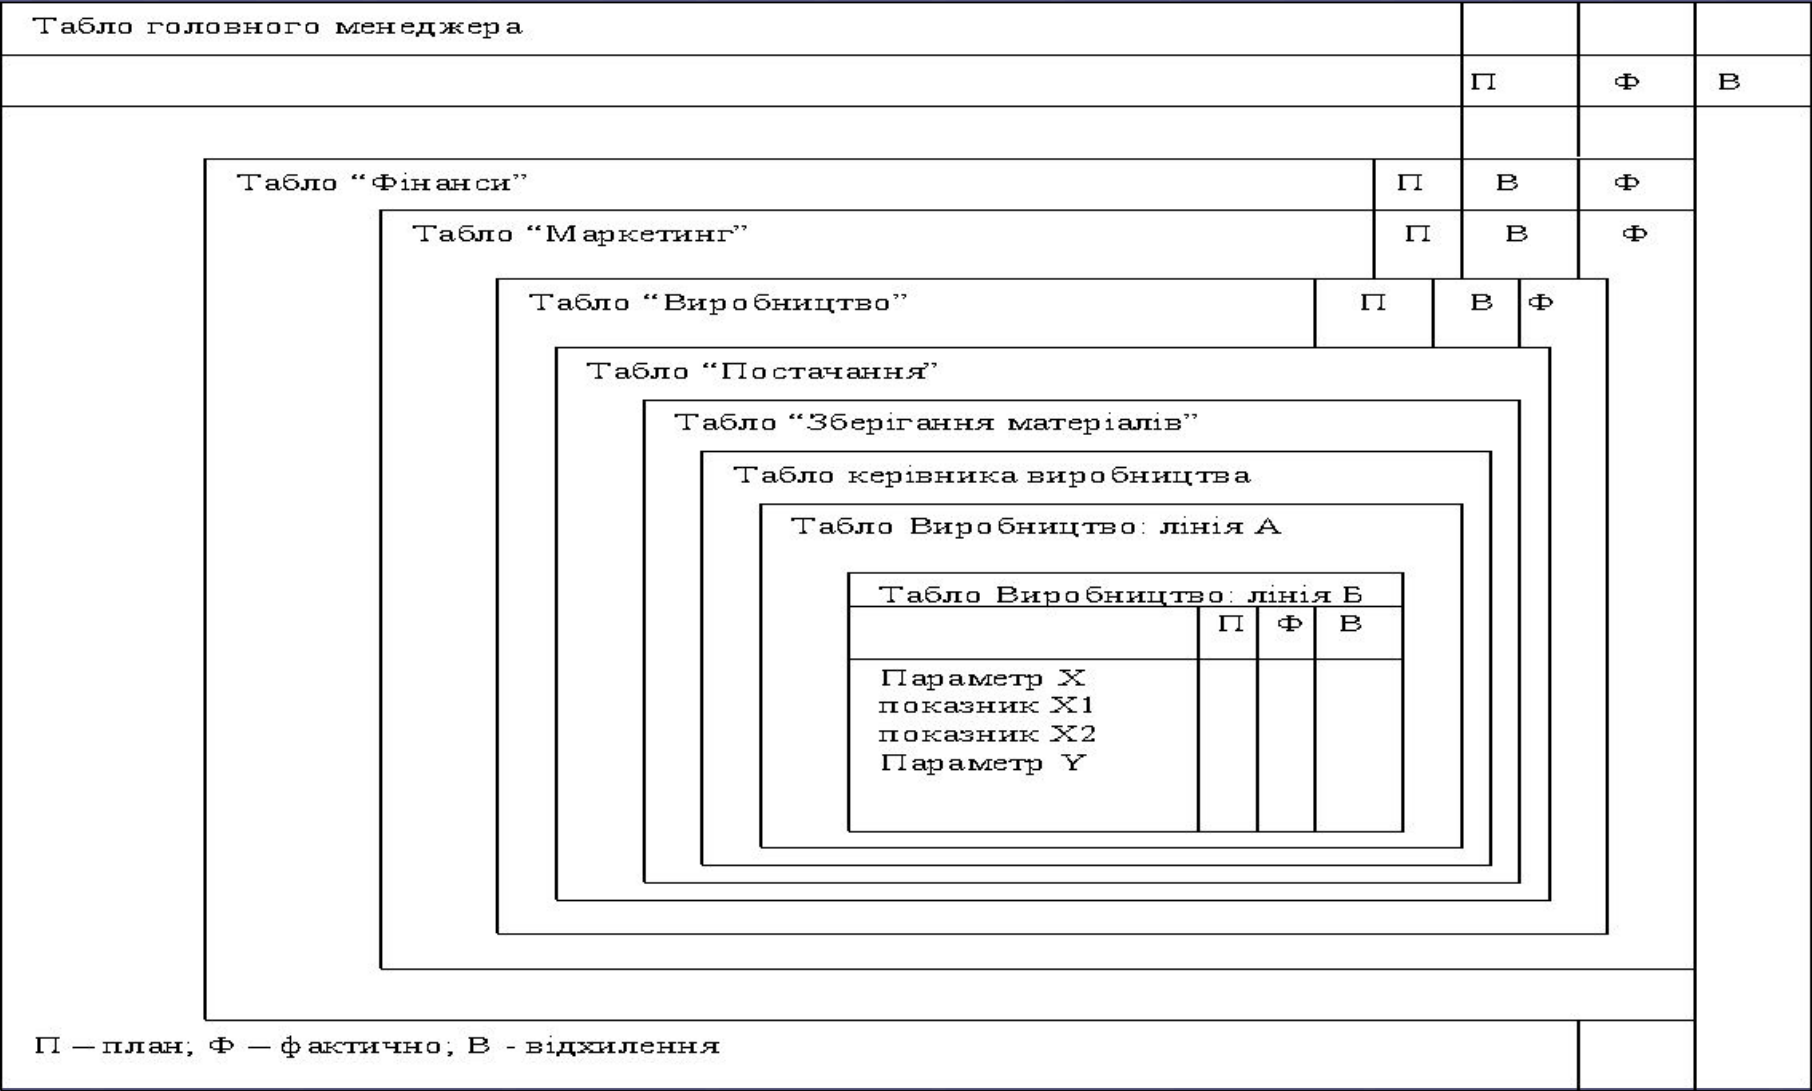 Табло головного менеджера
П Ф В
Табло “Фінанси” П В Ф
Табло “Маркетинг” П В Ф
Табло “Виробництво” П В Ф
Табло “Постачання”
Табло “Зберігання матеріалів”
Табло керівника виробництва
Табло Виробництво: лінія А
Табло Виробництво: лінія Б
П Ф В
Параметр X
показник X1
показник X2
Параметр Y
П – план; Ф – фактично; В - відхилення